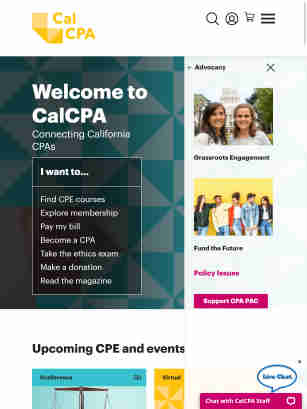 Cal
CPA
Welcome to
CalCPA
Connecting California
CPAs
I want to...
Find CPE courses
Explore membership
Pay my bill
Become a CPA
Take the ethics exam
Make a donation
Read the magazine
Advocacy
Grassroots Engagement
Fund the Future
Policy Issues
Support CPA PAC
Upcoming CPE and events
Conference
Virtual
Live Chat
Chat with CalCPA Staff